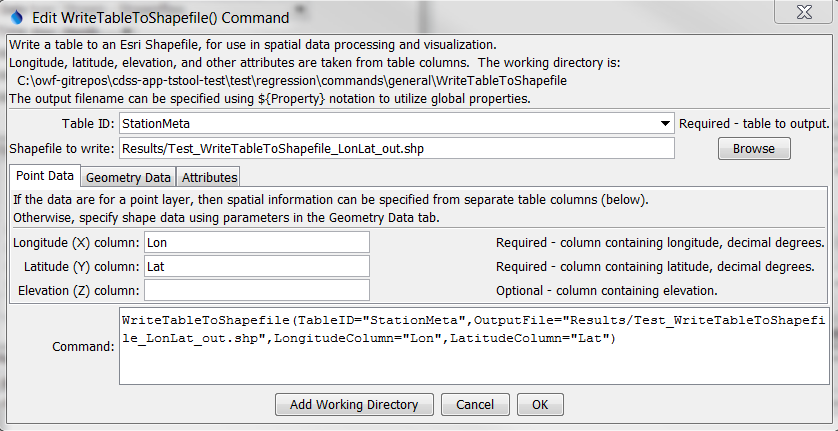 Edit WriteTableToShapefile() Command
Write a table to an Esri Shapefile, for use in spatial data processing and visualization.
Longitude, latitude, elevation, and other attributes are taken from table columns.  The working directory is:
C:\owf-gitrepos\cdss-app-tstool-test\test\regression\commands\general\WriteTableToShapefile
The output filename can be specified using ${Property} notation to utilize global properties.
Table ID: StationMeta Required - table to output.
Shapefile to write: Results/Test_WriteTableToShapefile_LonLat_out.shp Browse
Point Data Geometry Data Attributes
If the data are for a point layer, then spatial information can be specified from separate table columns (below).
Otherwise, specify shape data using parameters in the Geometry Data tab.
Longitude (X) column: Lon Required - column containing longitude, decimal degrees.
Latitude (Y) column: Lat Required - column containing latitude, decimal degrees.
Elevation (Z) column: Optional - column containing elevation.
WriteTableToShapefile(TableID="StationMeta",OutputFile="Results/Test_WriteTableToShapefi
Command: le_LonLat_out.shp",LongitudeColumn="Lon",LatitudeColumn="Lat")
Add Working Directory Cancel OK